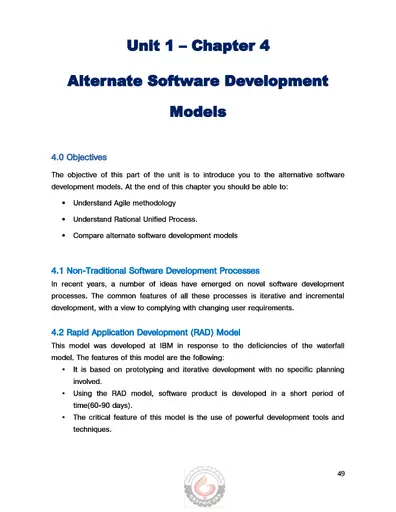 Unit 1 – Chapter 4
Alternate Software Development
Models
4.0 Objectives
The objective of this part of the unit is to introduce you to the alternative software
development models. At the end of this chapter you should be able to:
• Understand Agile methodology
• Understand Rational Unified Process.
• Compare alternate software development models
4.1 Non-Traditional Software Development Processes
In recent years, a number of ideas have emerged on novel software development
processes. The common features of all these processes is iterative and incremental
development, with a view to complying with changing user requirements.
4.2 Rapid Application Development (RAD) Model
This model was developed at IBM in response to the deficiencies of the waterfall
model. The features of this model are the following:
• It is based on prototyping and iterative development with no specific planning
involved.
• Using the RAD model, software product is developed in a short period of
time(60-90 days).
• The critical feature of this model is the use of powerful development tools and
techniques.
49